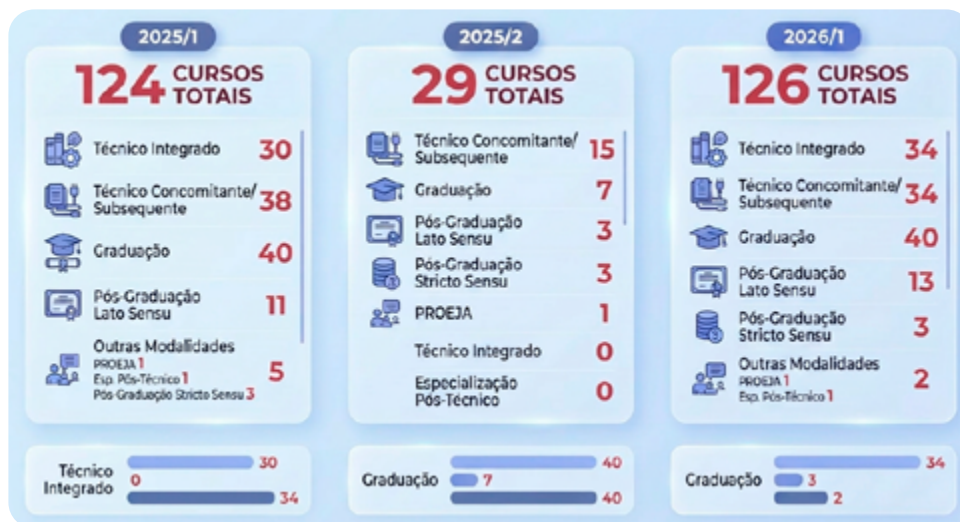 2025/1
124 CURSOS
TOTAIS
Técnico Integrado 30
Técnico Concomitante/
Subsequente 38
Graduação 40
Pós-Graduação
Lato Sensu 11
Outras Modalidades
PROEJA 1
Esp. Pós-Técnico 1
Pós-Graduação Stricto Sensu 3
5
Técnico
Integrado
30
0
34
2025/2
29 CURSOS
TOTAIS
Técnico Concomitante/
Subsequente 15
Graduação 7
Pós-Graduação
Lato Sensu 3
Pós-Graduação
Stricto Sensu 3
PROEJA 1
Técnico Integrado 0
Especialização
Pós-Técnico 0
Graduação
40
7
40
2026/1
126 CURSOS
TOTAIS
Técnico Integrado 34
Técnico Concomitante/
Subsequente 34
Graduação 40
Pós-Graduação
Lato Sensu 13
Pós-Graduação
Stricto Sensu 3
Outras Modalidades
PROEJA 1
Esp. Pós-Técnico 1
2
Graduação
34
3
2